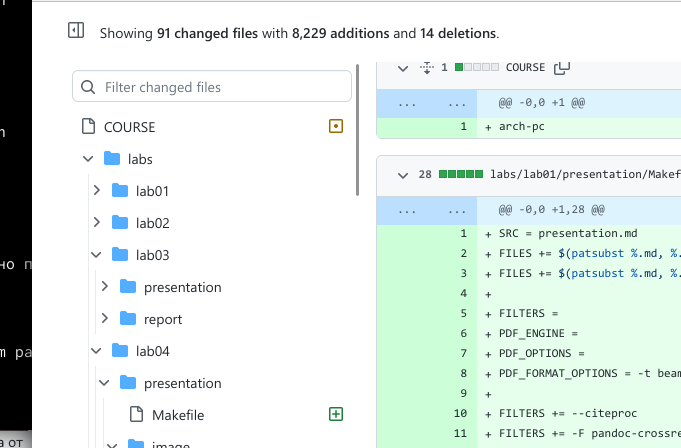 Showing 91 changed files with 8,229 additions and 14 deletions.
Filter changed files
COURSE
labs
lab01
lab02
lab03
presentation
report
lab04
presentation
Makefile
image
1 COURSE
... ... @@ -0,0 +1 @@
1 + arch-pc
28 labs/lab01/presentation/Makef
... ... @@ -0,0 +1,28 @@
1 + SRC = presentation.md
2 + FILES += $(patsubst %.md, %.
3 + FILES += $(patsubst %.md, %.
4 +
5 + FILTERS =
6 + PDF_ENGINE =
7 + PDF_OPTIONS =
8 + PDF_FORMAT_OPTIONS = -t beam
9 +
10 + FILTERS += --citeproc
11 + FILTERS += -F pandoc-crossre